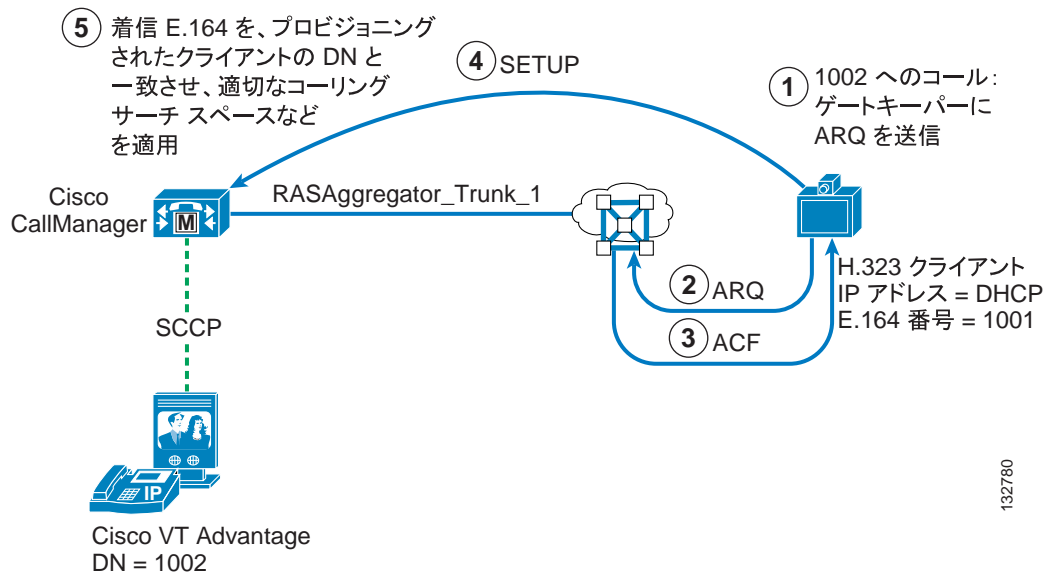 5 着信 E.164 を、プロビジョニング
されたクライアントの DN と
一致させ、適切なコーリング
サーチ スペースなど
を適用
4 SETUP
1 1002 へのコール：
ゲートキーパーに
ARQ を送信
Cisco
CallManager
M
RASAggregator_Trunk_1
2 ARQ
3 ACF
H.323 クライアント
IP アドレス = DHCP
E.164 番号 = 1001
SCCP
IP
Cisco VT Advantage
DN = 1002
132780